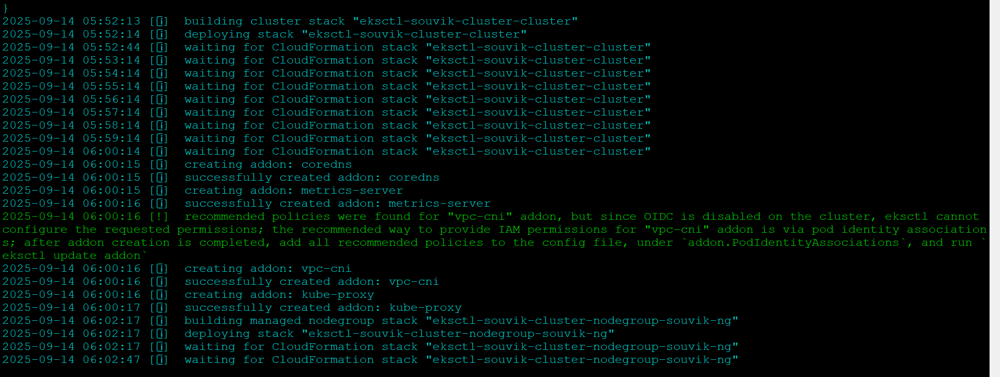 }
2025-09-14 05:52:13 [ℹ]  building cluster stack "eksctl-souvik-cluster-cluster"
2025-09-14 05:52:14 [ℹ]  deploying stack "eksctl-souvik-cluster-cluster"
2025-09-14 05:52:44 [ℹ]  waiting for CloudFormation stack "eksctl-souvik-cluster-cluster"
2025-09-14 05:53:14 [ℹ]  waiting for CloudFormation stack "eksctl-souvik-cluster-cluster"
2025-09-14 05:54:14 [ℹ]  waiting for CloudFormation stack "eksctl-souvik-cluster-cluster"
2025-09-14 05:55:14 [ℹ]  waiting for CloudFormation stack "eksctl-souvik-cluster-cluster"
2025-09-14 05:56:14 [ℹ]  waiting for CloudFormation stack "eksctl-souvik-cluster-cluster"
2025-09-14 05:57:14 [ℹ]  waiting for CloudFormation stack "eksctl-souvik-cluster-cluster"
2025-09-14 05:58:14 [ℹ]  waiting for CloudFormation stack "eksctl-souvik-cluster-cluster"
2025-09-14 05:59:14 [ℹ]  waiting for CloudFormation stack "eksctl-souvik-cluster-cluster"
2025-09-14 06:00:14 [ℹ]  waiting for CloudFormation stack "eksctl-souvik-cluster-cluster"
2025-09-14 06:00:15 [ℹ]  creating addon: coredns
2025-09-14 06:00:15 [ℹ]  successfully created addon: coredns
2025-09-14 06:00:15 [ℹ]  creating addon: metrics-server
2025-09-14 06:00:16 [ℹ]  successfully created addon: metrics-server
2025-09-14 06:00:16 [!]  recommended policies were found for "vpc-cni" addon, but since OIDC is disabled on the cluster, eksctl cannot
configure the requested permissions; the recommended way to provide IAM permissions for "vpc-cni" addon is via pod identity association
s; after addon creation is completed, add all recommended policies to the config file, under `addon.PodIdentityAssociations`, and run `
eksctl update addon`
2025-09-14 06:00:16 [ℹ]  creating addon: vpc-cni
2025-09-14 06:00:16 [ℹ]  successfully created addon: vpc-cni
2025-09-14 06:00:16 [ℹ]  creating addon: kube-proxy
2025-09-14 06:00:17 [ℹ]  successfully created addon: kube-proxy
2025-09-14 06:02:17 [ℹ]  building managed nodegroup stack "eksctl-souvik-cluster-nodegroup-souvik-ng"
2025-09-14 06:02:17 [ℹ]  deploying stack "eksctl-souvik-cluster-nodegroup-souvik-ng"
2025-09-14 06:02:17 [ℹ]  waiting for CloudFormation stack "eksctl-souvik-cluster-nodegroup-souvik-ng"
2025-09-14 06:02:47 [ℹ]  waiting for CloudFormation stack "eksctl-souvik-cluster-nodegroup-souvik-ng"